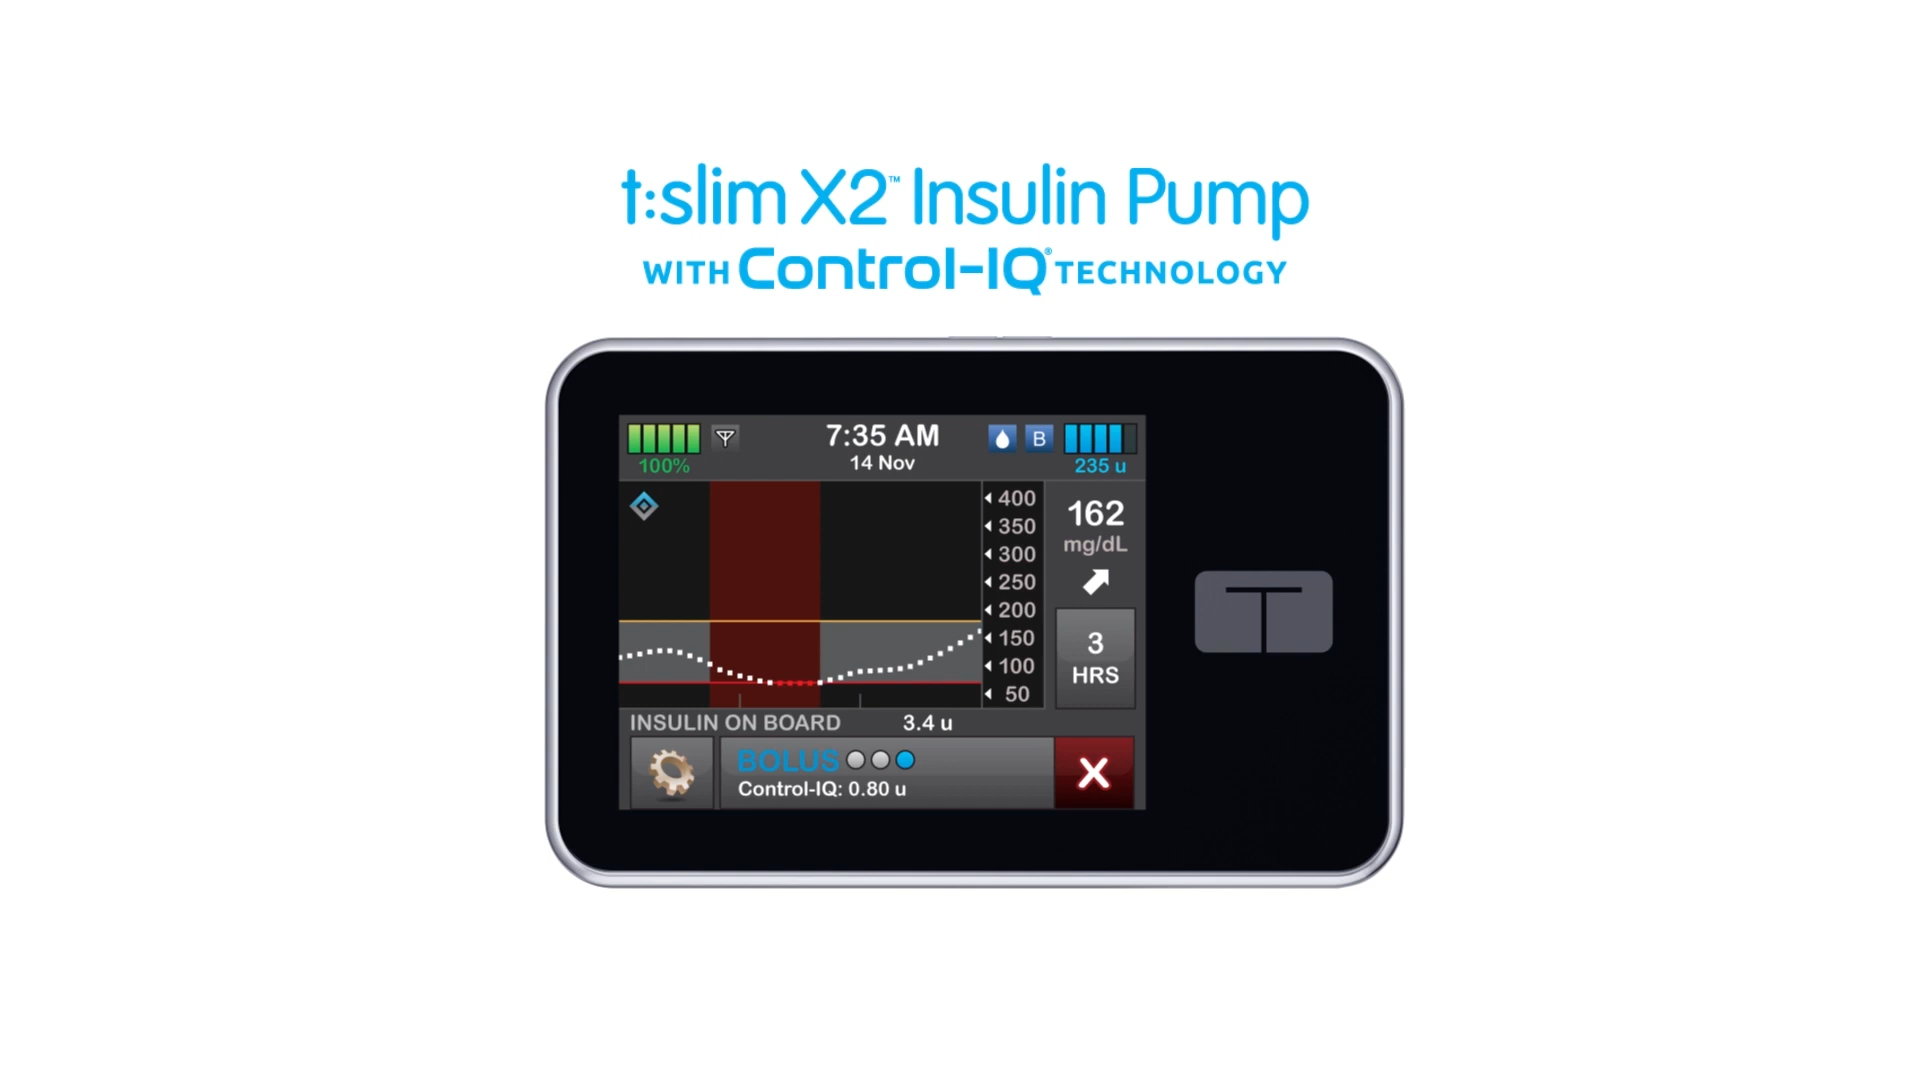 t:slim X2™ Insulin Pump
WITH Control-IQ® TECHNOLOGY
7:35 AM
14 Nov
100%
B
235 u
400
350
300
250
200
150
100
50
162
mg/dL
3
HRS
INSULIN ON BOARD 3.4 u
BOLUS
Control-IQ: 0.80 u
X